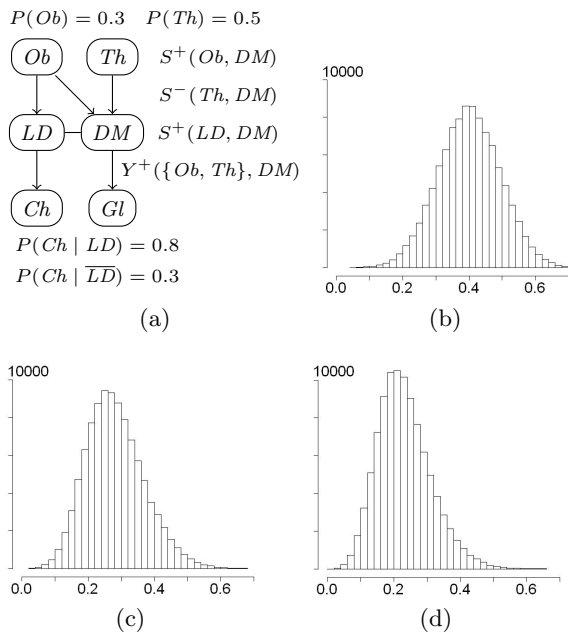 P(Ob) = 0.3 P(Th) = 0.5
Ob Th S⁺(Ob, DM)
S⁻(Th, DM)
LD DM S⁺(LD, DM)
Y⁺({Ob, Th}, DM)
Ch Gl
P(Ch | LD) = 0.8
P(Ch | L̅D̅) = 0.3
(a)
10000
0.0 0.2 0.4 0.6
(b)
10000
0.0 0.2 0.4 0.6
(c)
10000
0.0 0.2 0.4 0.6
(d)